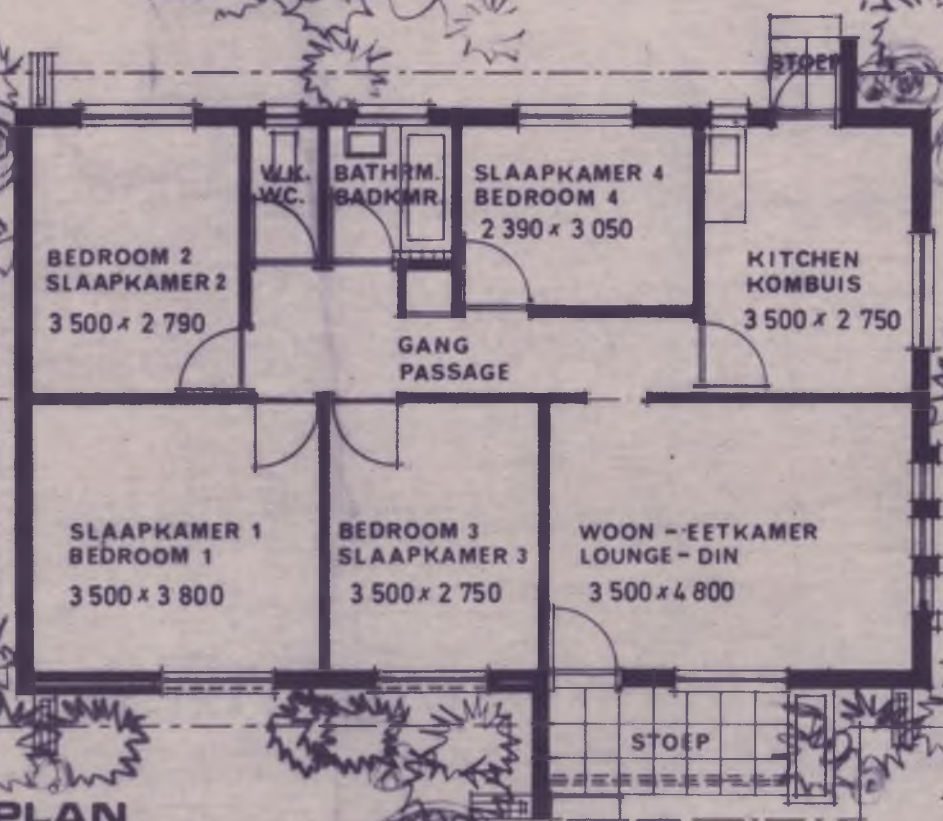 STOEP
W.K.
WC.
BATHRM.
BADKMR.
SLAAPKAMER 4
BEDROOM 4
2 390 x 3 050
BEDROOM 2
SLAAPKAMER 2
3 500 x 2 790
KITCHEN
KOMBUIS
3 500 x 2 750
GANG
PASSAGE
SLAAPKAMER 1
BEDROOM 1
3 500 x 3 800
BEDROOM 3
SLAAPKAMER 3
3 500 x 2 750
WOON - EETKAMER
LOUNGE - DIN
3 500 x 4 800
STOEP
PLAN